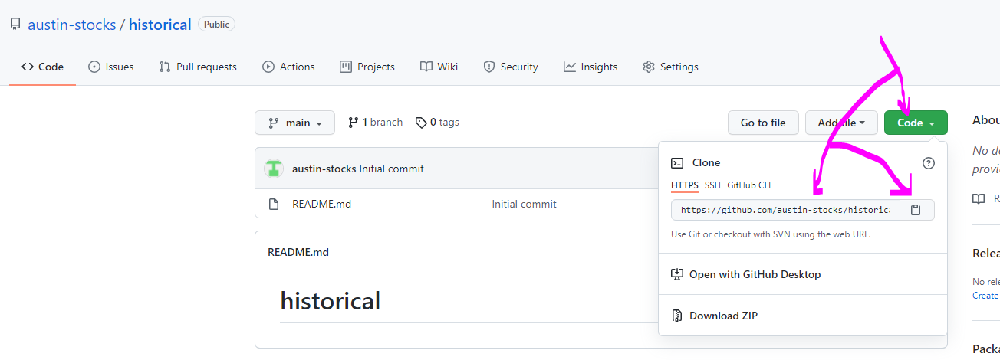 austin-stocks / historical Public
Code Issues Pull requests Actions Projects Wiki Security Insights Settings
main 1 branch 0 tags Go to file Add file Code
austin-stocks Initial commit
README.md Initial commit
README.md
historical
Clone
HTTPS SSH GitHub CLI
https://github.com/austin-stocks/historica
Use Git or checkout with SVN using the web URL.
Open with GitHub Desktop
Download ZIP
Abou
No de
provi
R
Relea
No rele
Create
Packa